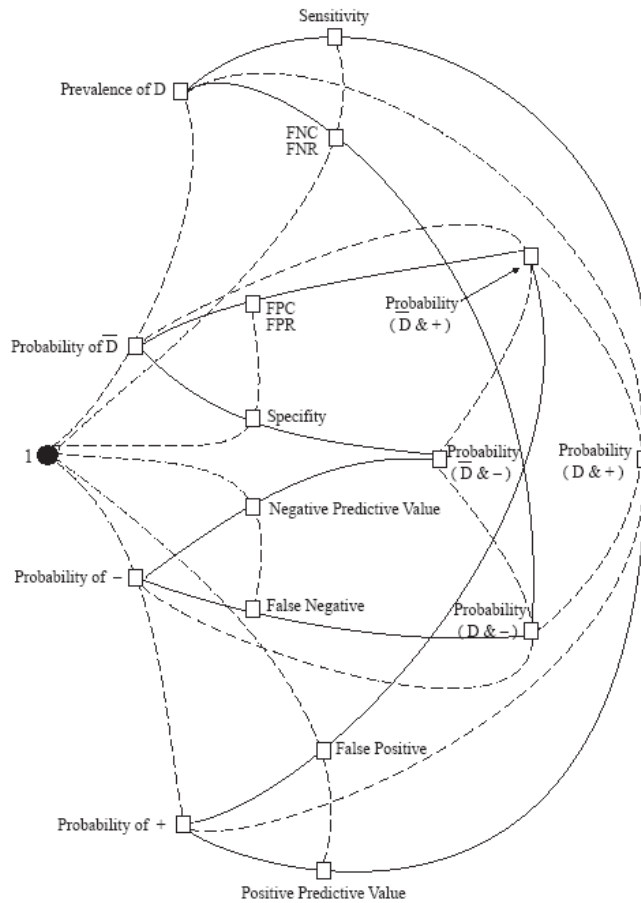 Sensitivity
Prevalence of D
FNC
FNR
FPC
FPR
Probability
( D̅ & + )
Probability of D̅
Specifity
1
Probability
( D̅ & − )
Probability
( D & + )
Negative Predictive Value
Probability of −
False Negative
Probability
( D & − )
False Positive
Probability of +
Positive Predictive Value